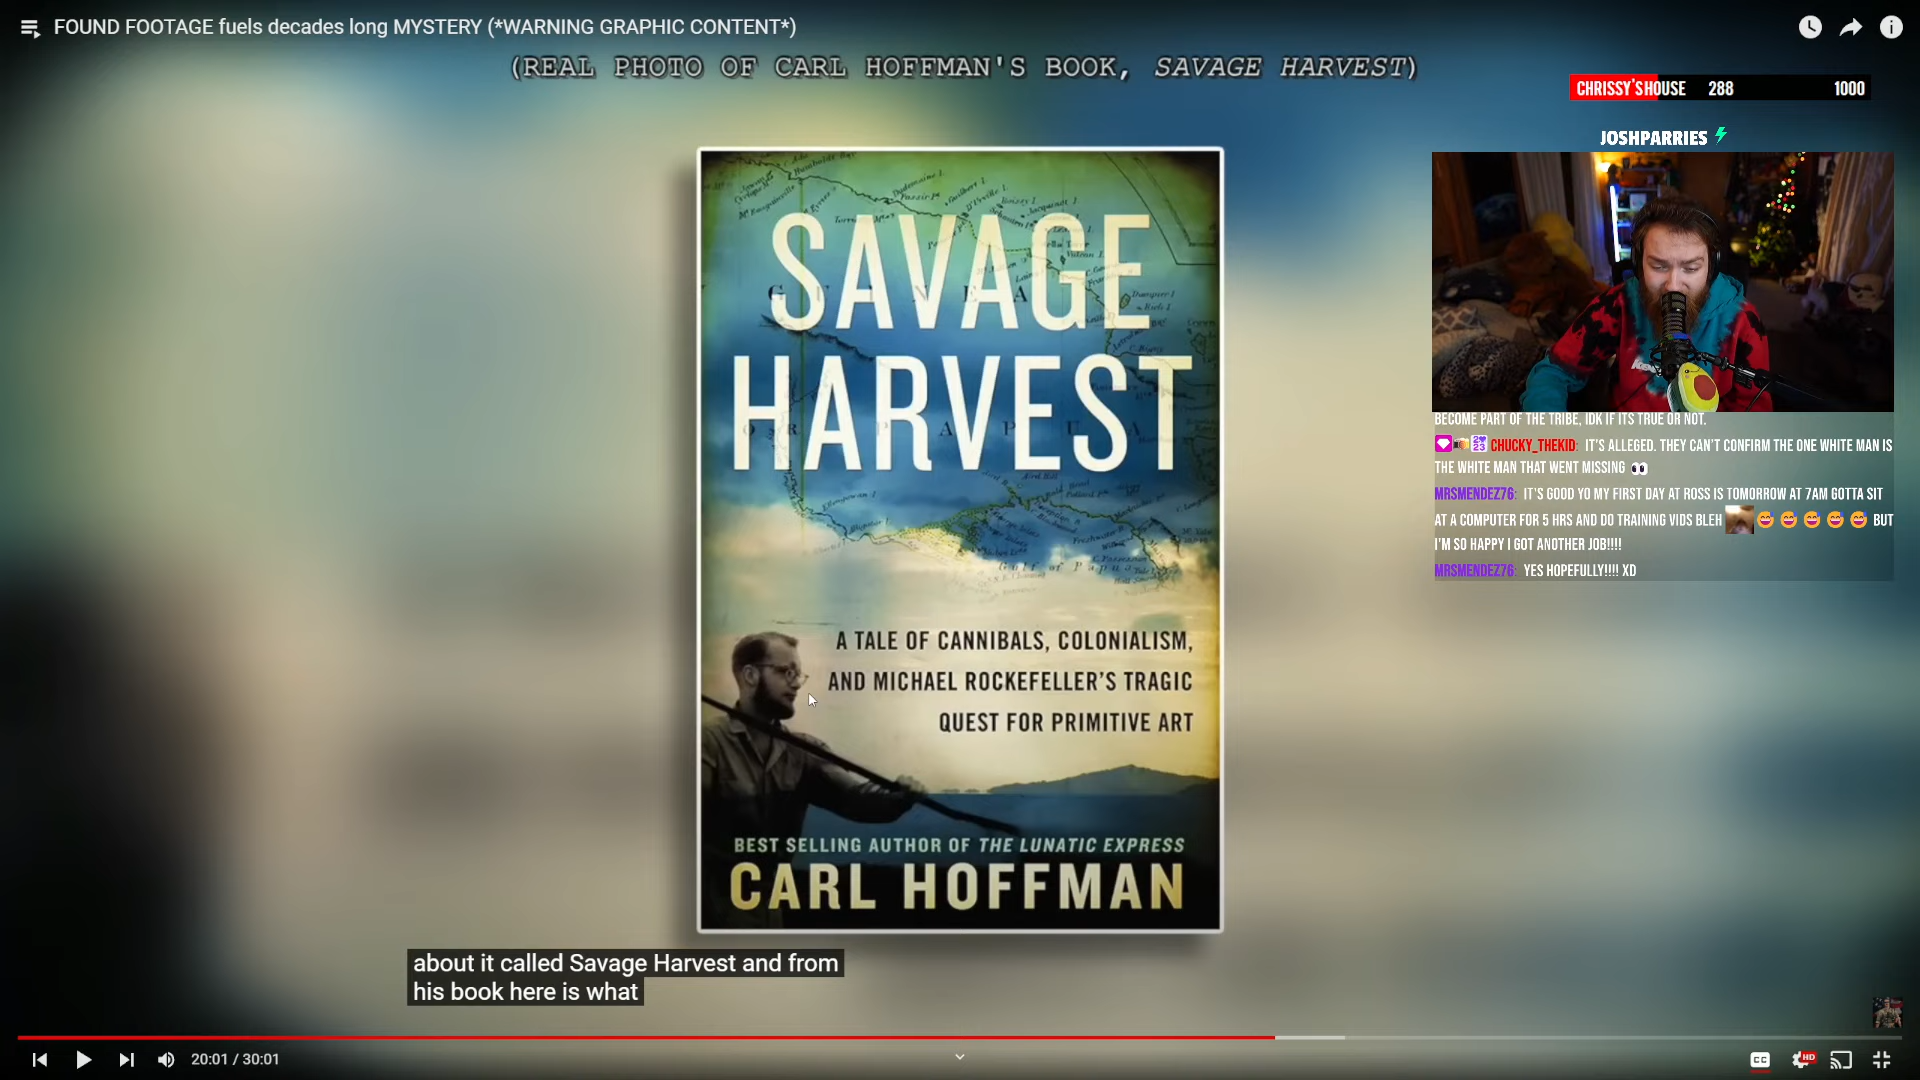 FOUND FOOTAGE fuels decades long MYSTERY (*WARNING GRAPHIC CONTENT*)
(REAL PHOTO OF CARL HOFFMAN'S BOOK, SAVAGE HARVEST)
CHRISSY'S HOUSE 288 1000
JOSHPARRIES
SAVAGE
HARVEST
A TALE OF CANNIBALS, COLONIALISM,
AND MICHAEL ROCKEFELLER'S TRAGIC
QUEST FOR PRIMITIVE ART
BEST SELLING AUTHOR OF THE LUNATIC EXPRESS
CARL HOFFMAN
BECOME PART OF THE TRIBE, IDK IF ITS TRUE OR NOT.
CHUCKY_THEKID: IT'S ALLEGED. THEY CAN'T CONFIRM THE ONE WHITE MAN IS
THE WHITE MAN THAT WENT MISSING
MRSMENDEZ76: IT'S GOOD YO MY FIRST DAY AT ROSS IS TOMORROW AT 7AM GOTTA SIT
AT A COMPUTER FOR 5 HRS AND DO TRAINING VIDS BLEH BUT
I'M SO HAPPY I GOT ANOTHER JOB!!!!
MRSMENDEZ76: YES HOPEFULLY!!!! XD
about it called Savage Harvest and from
his book here is what
20:01 / 30:01
CC
HD